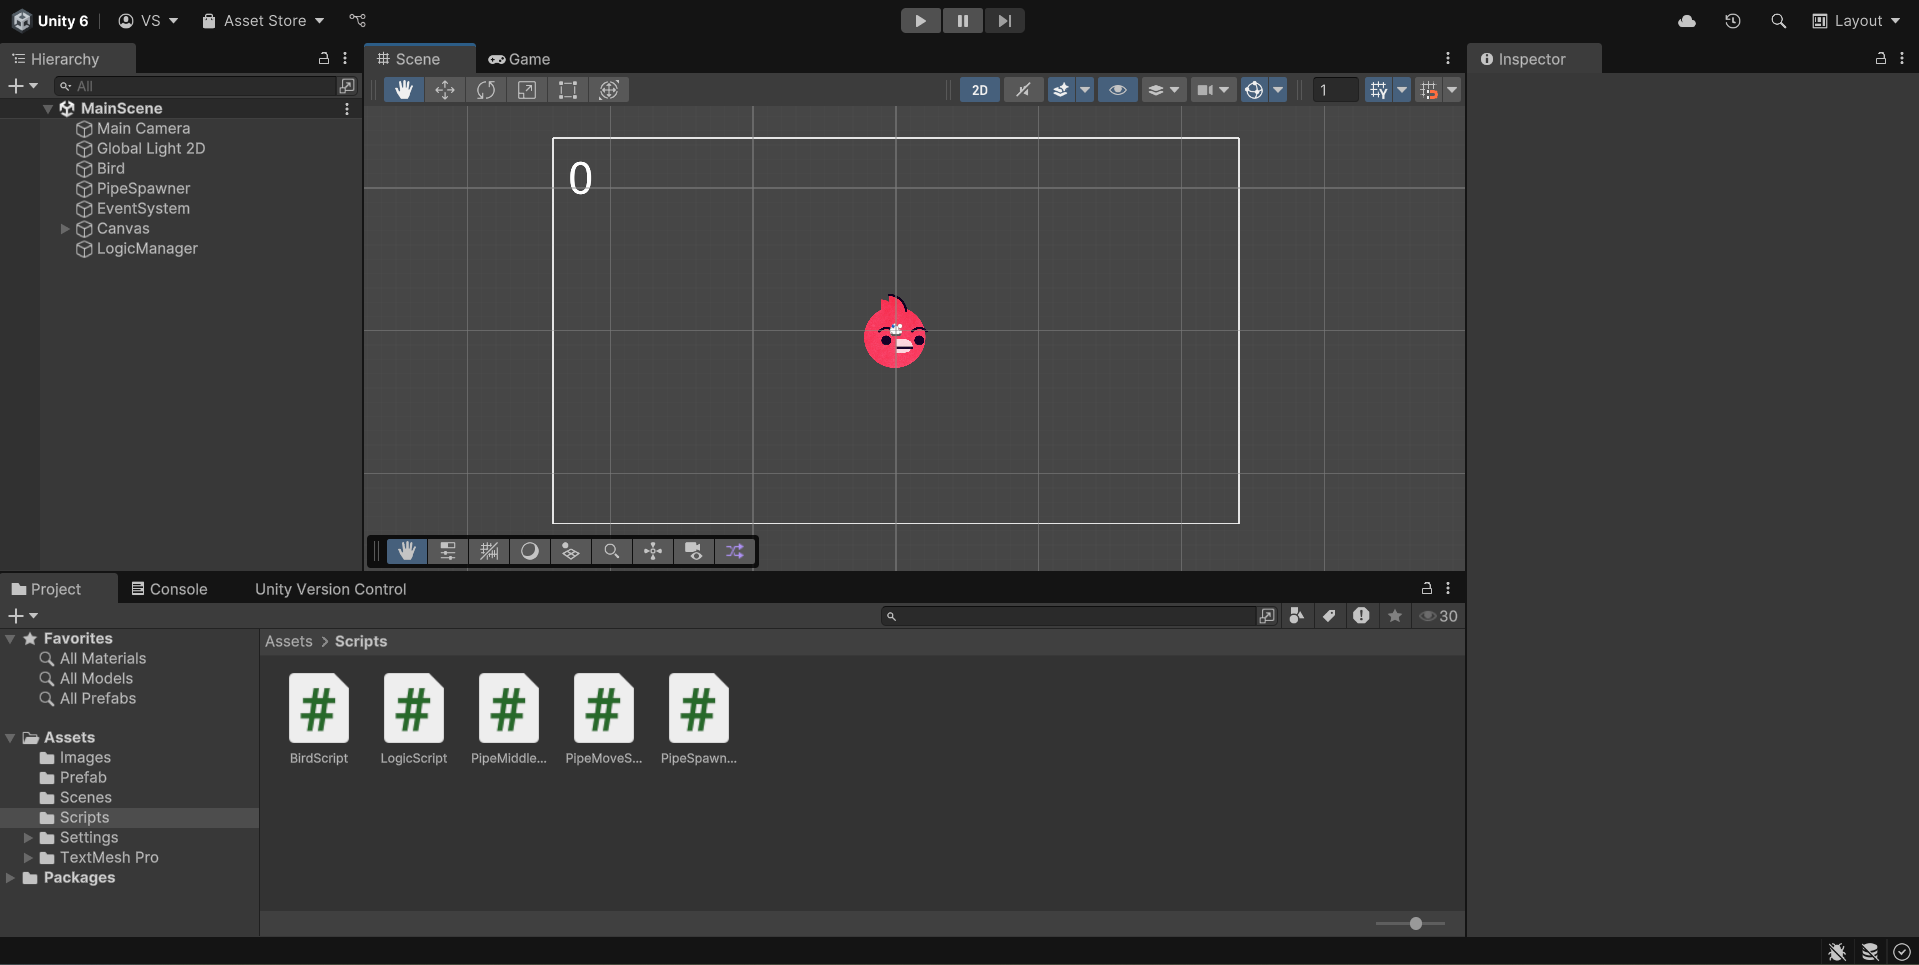 Unity 6
VS
Asset Store
Layout
Hierarchy
Scene
Game
Inspector
All
2D
1
MainScene
Main Camera
Global Light 2D
Bird
PipeSpawner
EventSystem
Canvas
LogicManager
0
Project
Console
Unity Version Control
30
Favorites
All Materials
All Models
All Prefabs
Assets
Images
Prefab
Scenes
Scripts
Settings
TextMesh Pro
Packages
Assets > Scripts
BirdScript
LogicScript
PipeMiddle...
PipeMoveS...
PipeSpawn...